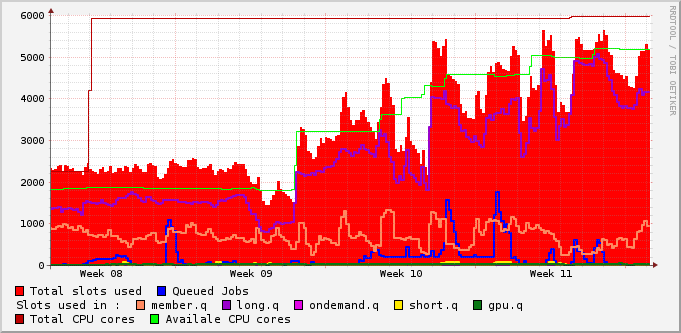 RRDTOOL / TOBI OETIKER
6000
5000
4000
3000
2000
1000
0
Week 08 Week 09 Week 10 Week 11
Total slots used Queued Jobs
Slots used in : member.q long.q ondemand.q short.q gpu.q
Total CPU cores Availale CPU cores